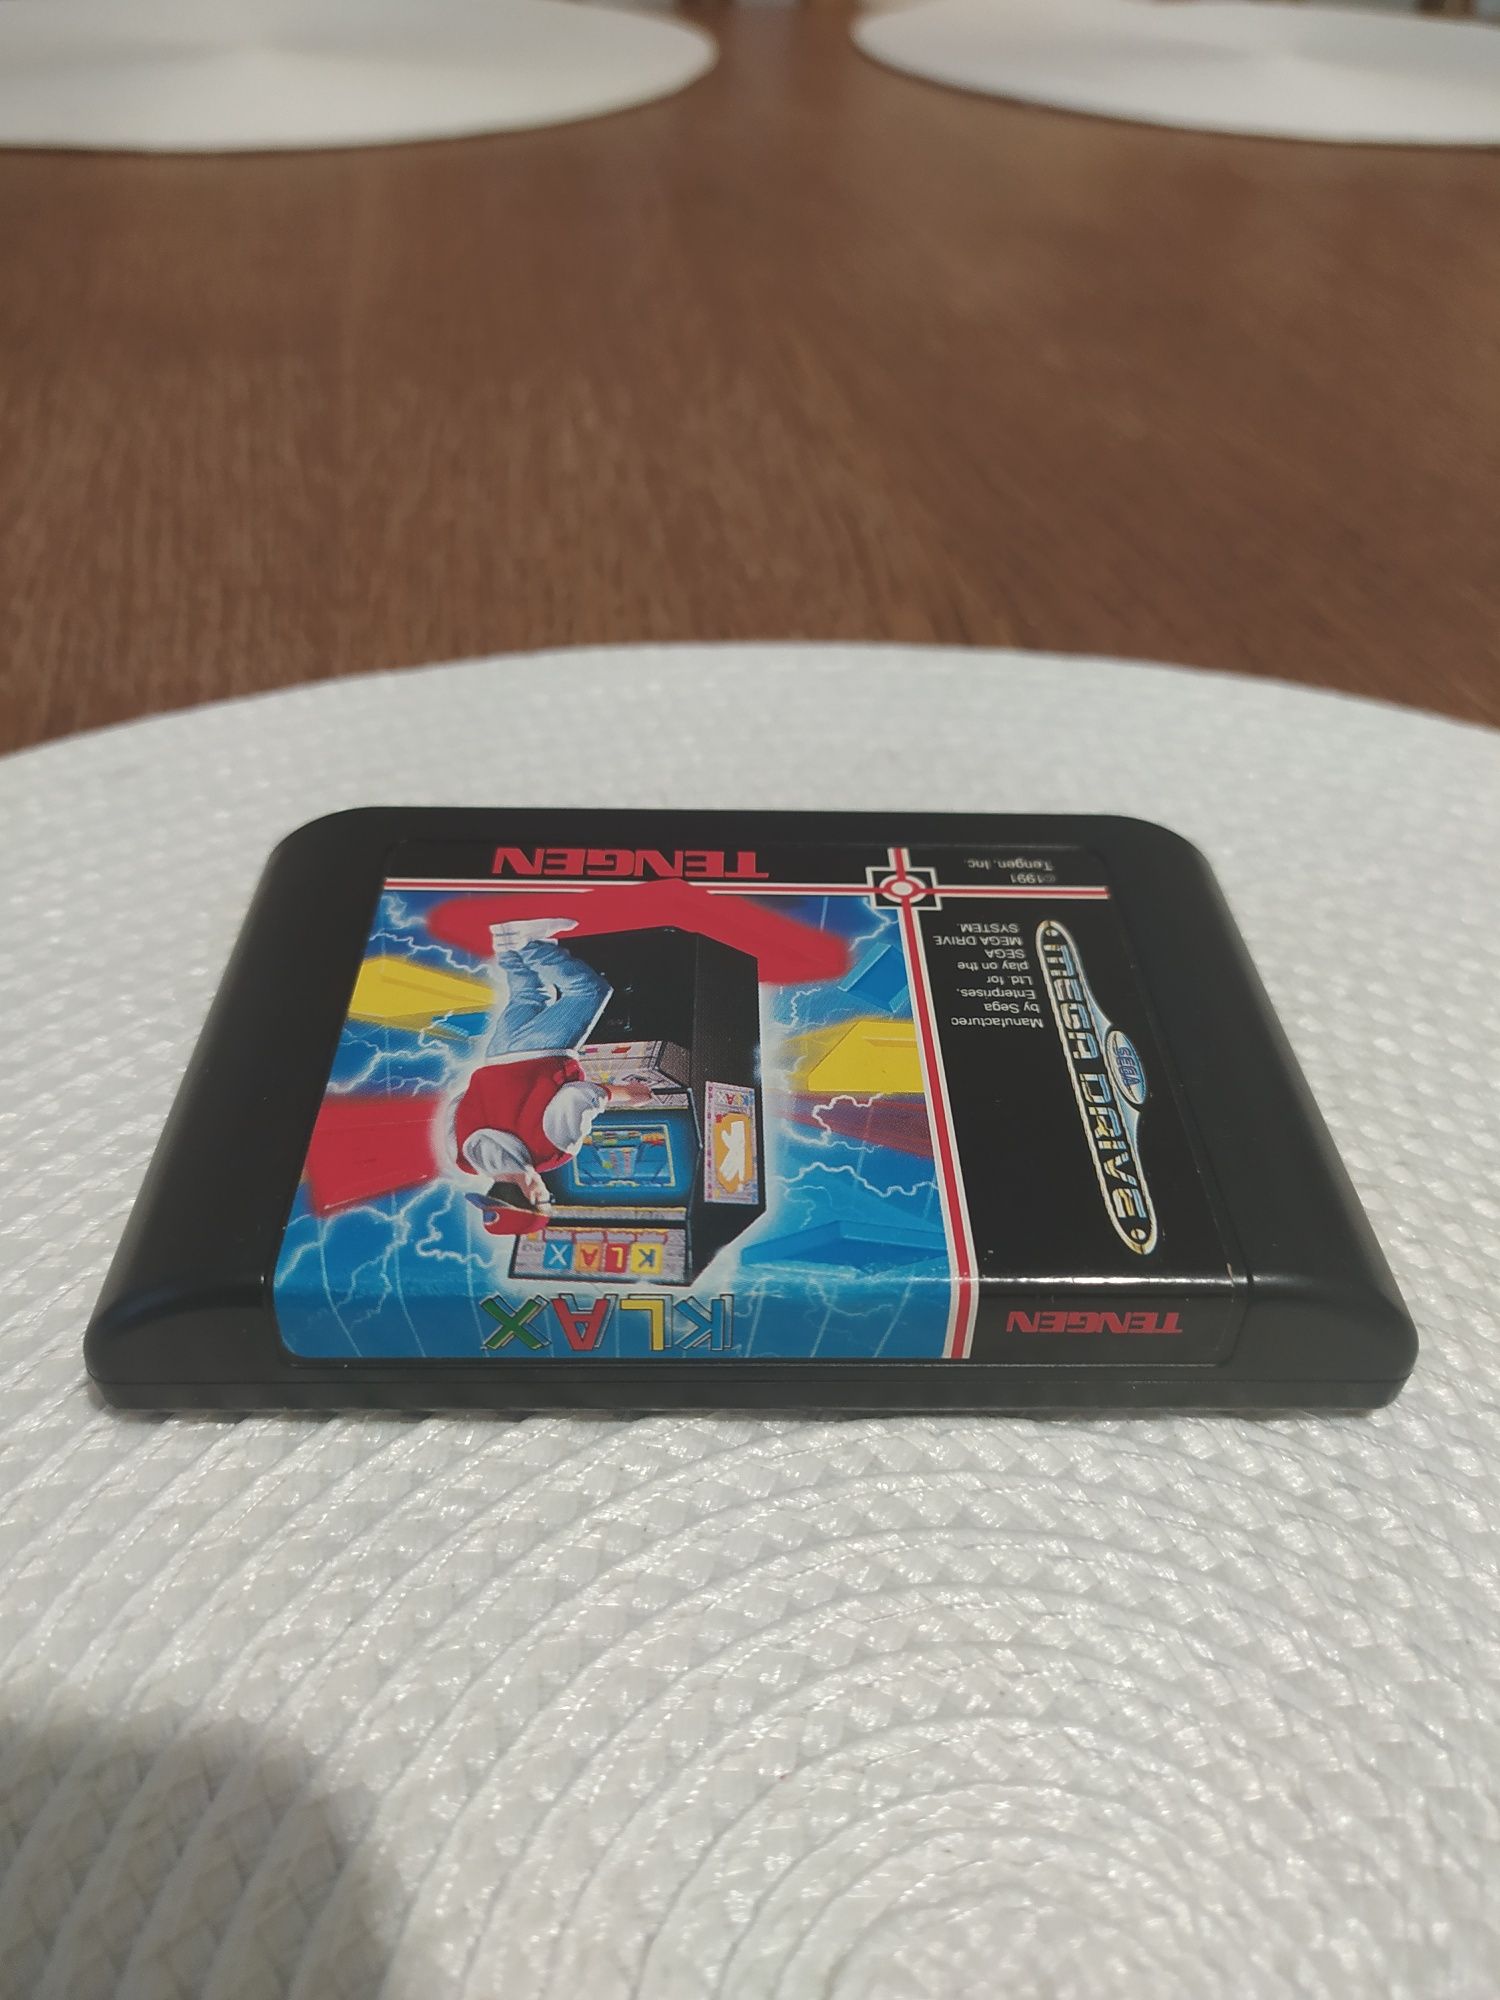 KLAX
TENGEN
KLAX
K
KLAX
SEGA
MEGA DRIVE
Manufactured
by Sega
Enterprises.
Ltd. for
play on the
SEGA
MEGA DRIVE
SYSTEM.
©1991
Tengen, Inc.
TENGEN